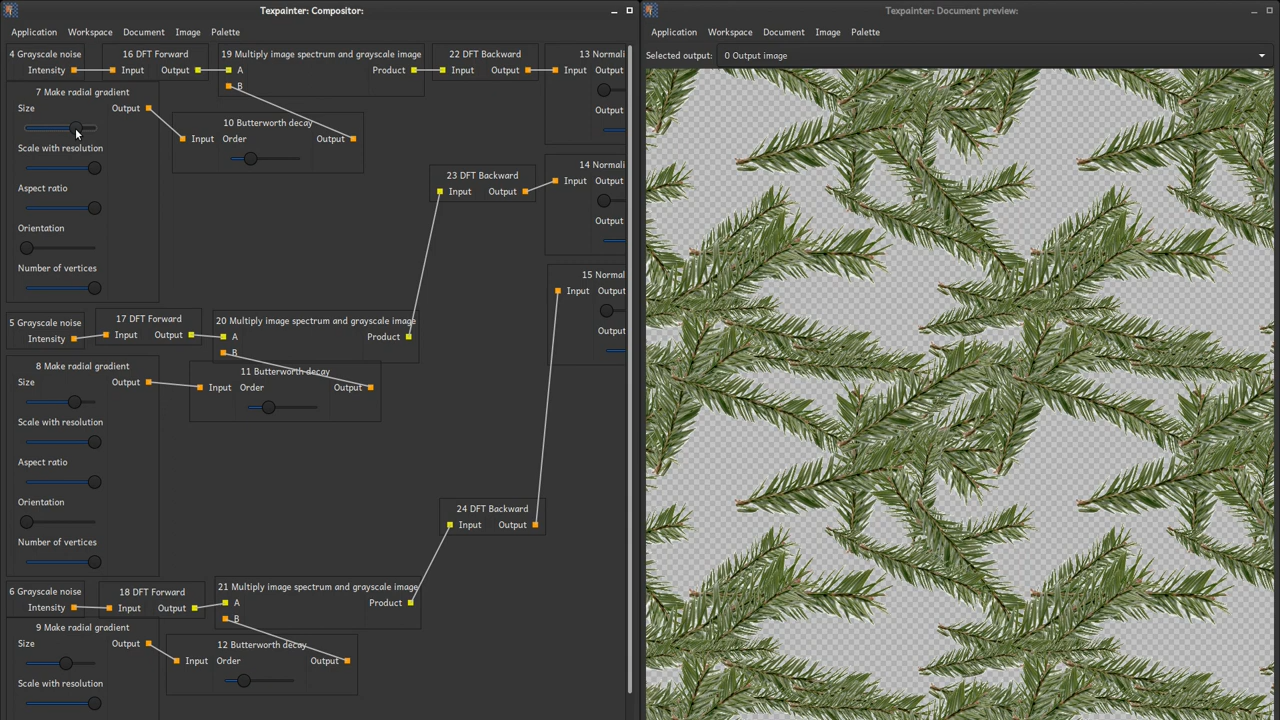 Texpainter: Compositor:
Application Workspace Document Image Palette
4 Grayscale noise
Intensity
16 DFT Forward
Input Output
19 Multiply image spectrum and grayscale image
A Product
B
22 DFT Backward
Input Output
13 Normali
Input Output
Output
7 Make radial gradient
Size Output
Scale with resolution
Aspect ratio
Orientation
Number of vertices
10 Butterworth decay
Input Order Output
23 DFT Backward
Input Output
14 Normali
Input Output
Output
15 Normal
Input Output
Output
5 Grayscale noise
Intensity
17 DFT Forward
Input Output
20 Multiply image spectrum and grayscale image
A Product
B
8 Make radial gradient
Size Output
Scale with resolution
Aspect ratio
Orientation
Number of vertices
11 Butterworth decay
Input Order Output
24 DFT Backward
Input Output
6 Grayscale noise
Intensity
18 DFT Forward
Input Output
21 Multiply image spectrum and grayscale image
A Product
B
9 Make radial gradient
Size Output
Scale with resolution
12 Butterworth decay
Input Order Output
Texpainter: Document preview:
Application Workspace Document Image Palette
Selected output: 0 Output image